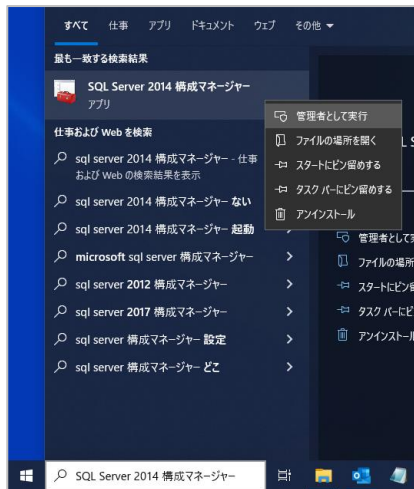 すべて 仕事 アプリ ドキュメント ウェブ その他
最も一致する検索結果
SQL Server 2014 構成マネージャー
アプリ
管理者として実行
ファイルの場所を開く
スタートにピン留めする
タスク バーにピン留めする
アンインストール
仕事および Web を検索
sql server 2014 構成マネージャー - 仕事
および Web の検索結果を表示
sql server 2014 構成マネージャー ない
sql server 2014 構成マネージャー 起動
microsoft sql server 構成マネージャー
sql server 2012 構成マネージャー
sql server 2017 構成マネージャー
sql server 構成マネージャー 設定
sql server 構成マネージャー どこ
管理者として
ファイルの場所
スタートにピン
タスク バーにピ
アンインストール
SQL Server 2014 構成マネージャー